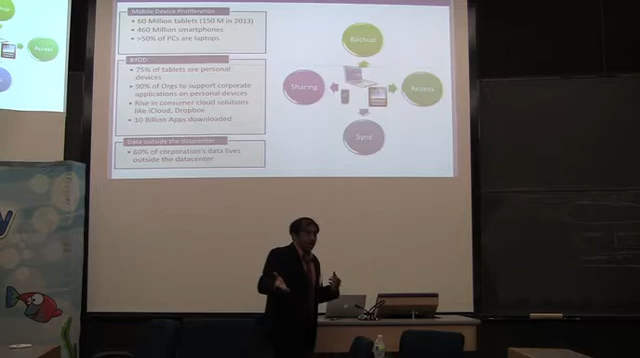 Mobile Device Proliferation
• 60 Million tablets (150 M in 2013)
• 460 Million smartphones
• >50% of PCs are laptops
BYOD
• 75% of tablets are personal
devices
• 90% of Orgs to support corporate
applications on personal devices
• Rise in consumer cloud solutions
like iCloud, Dropbox
• 10 Billion Apps downloaded
Data outside the datacenter
• 60% of corporation's data lives
outside the datacenter
Backup
Sharing
Access
Sync
Access